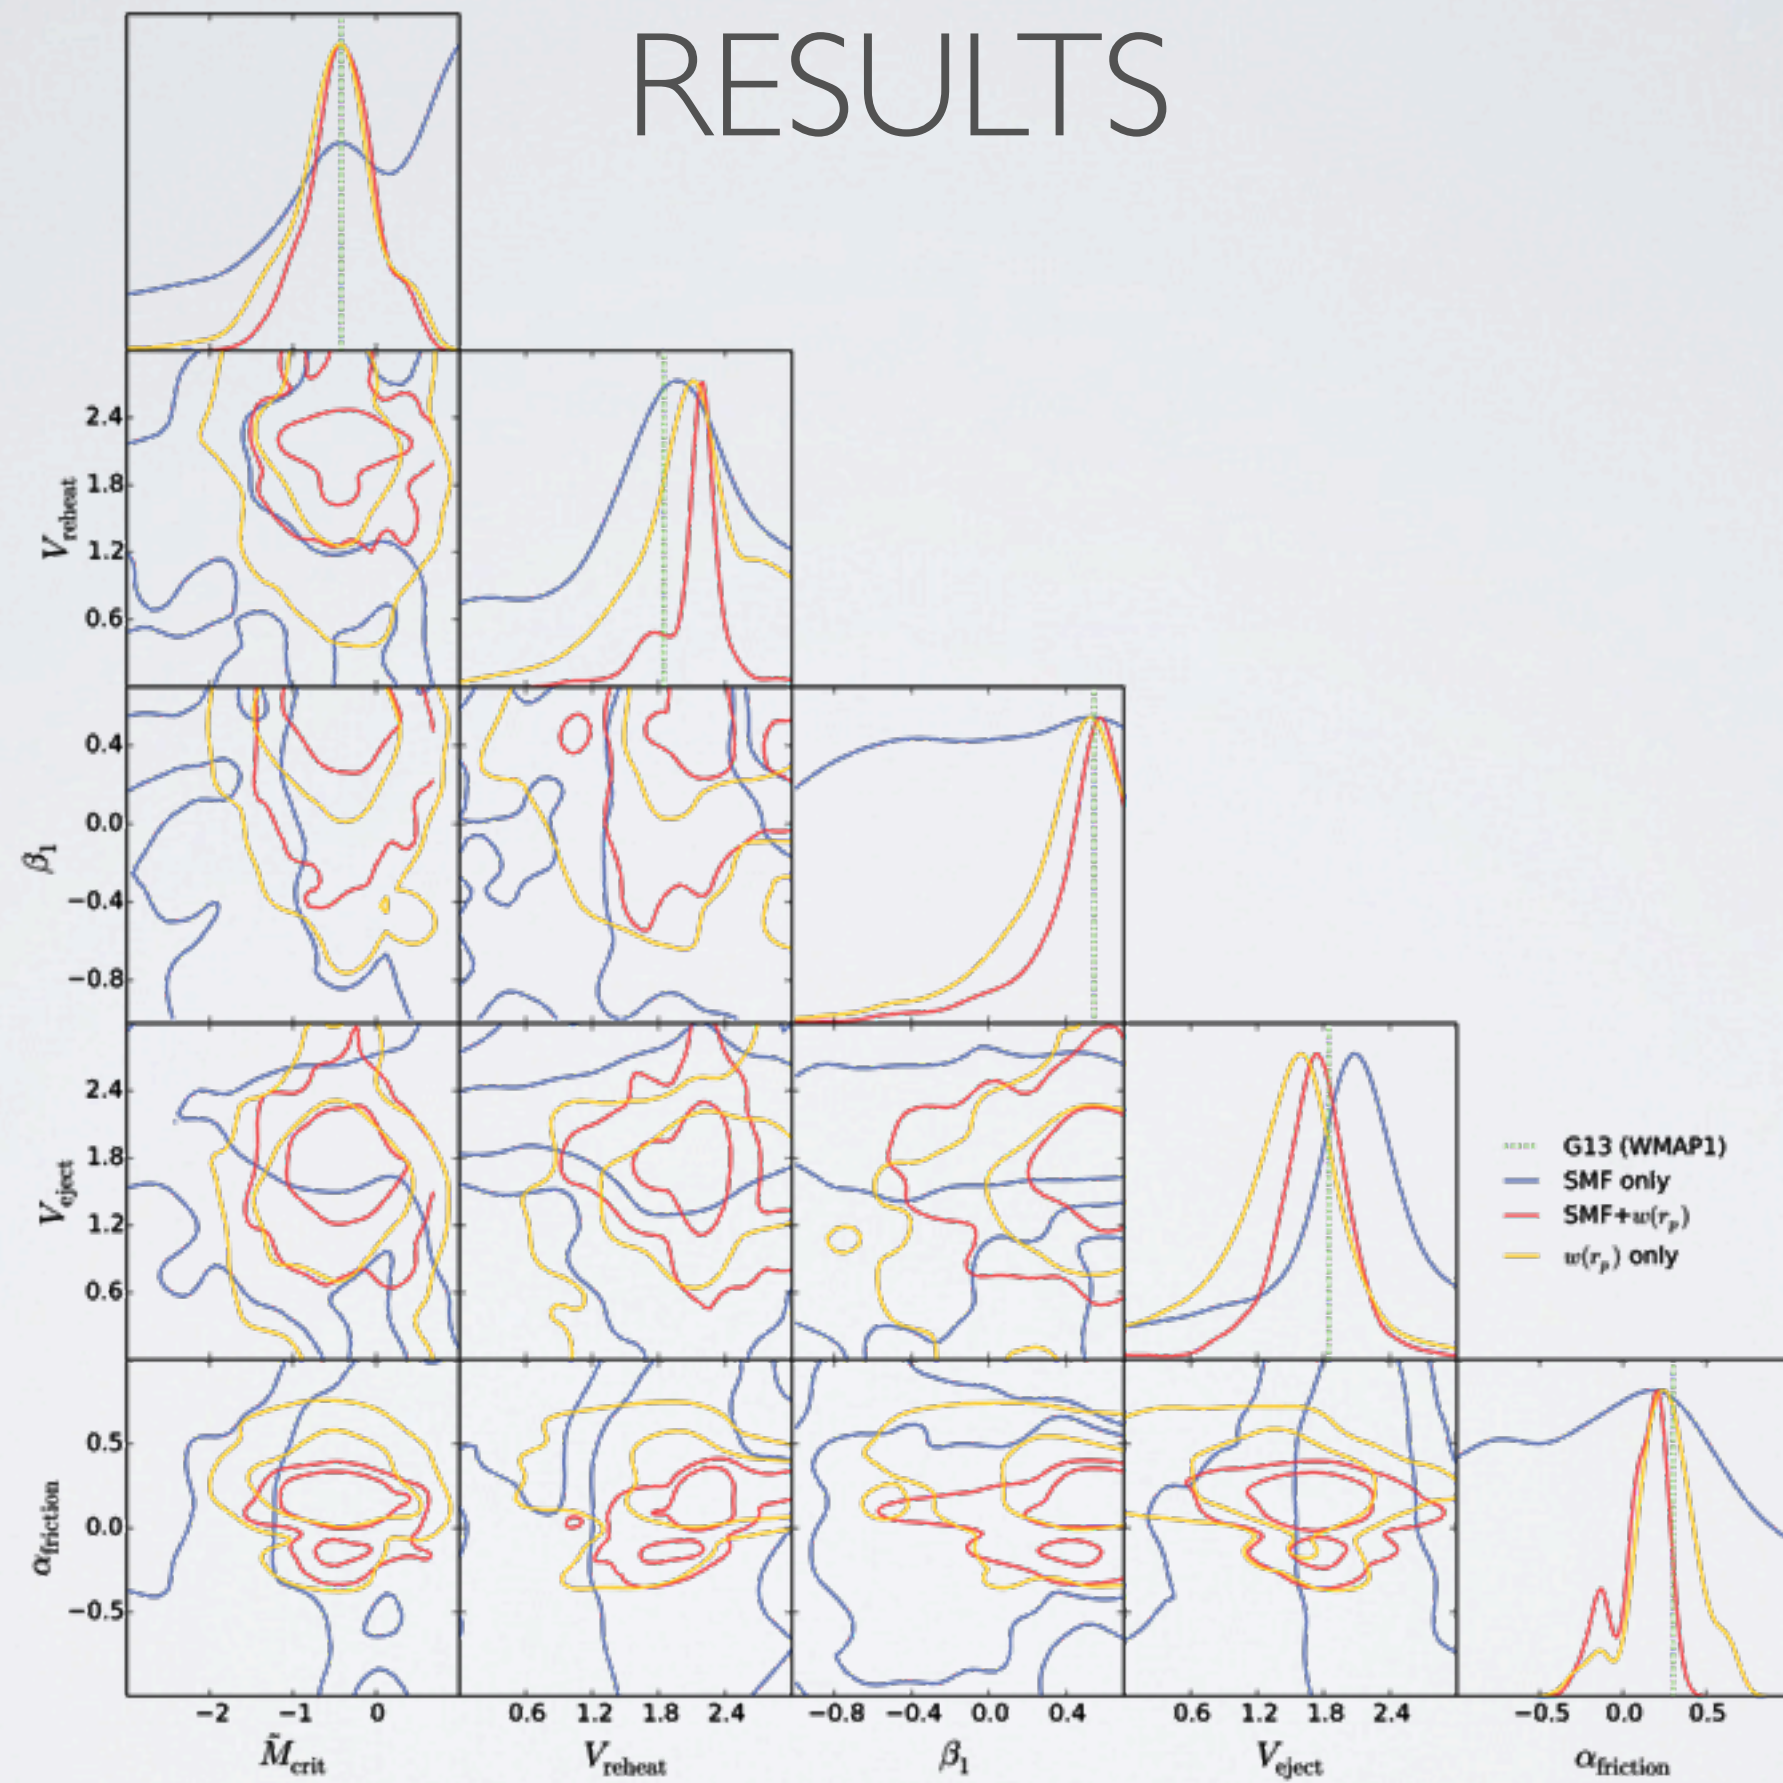 RESULTS
V_reheat
2.4
1.8
1.2
0.6
β₁
0.4
0.0
−0.4
−0.8
V_eject
2.4
1.8
1.2
0.6
G13 (WMAP1)
SMF only
SMF+w(r_p)
w(r_p) only
α_friction
0.5
0.0
−0.5
−2 −1 0 0.6 1.2 1.8 2.4 −0.8 −0.4 0.0 0.4 0.6 1.2 1.8 2.4 −0.5 0.0 0.5
M̃_crit V_reheat β₁ V_eject α_friction